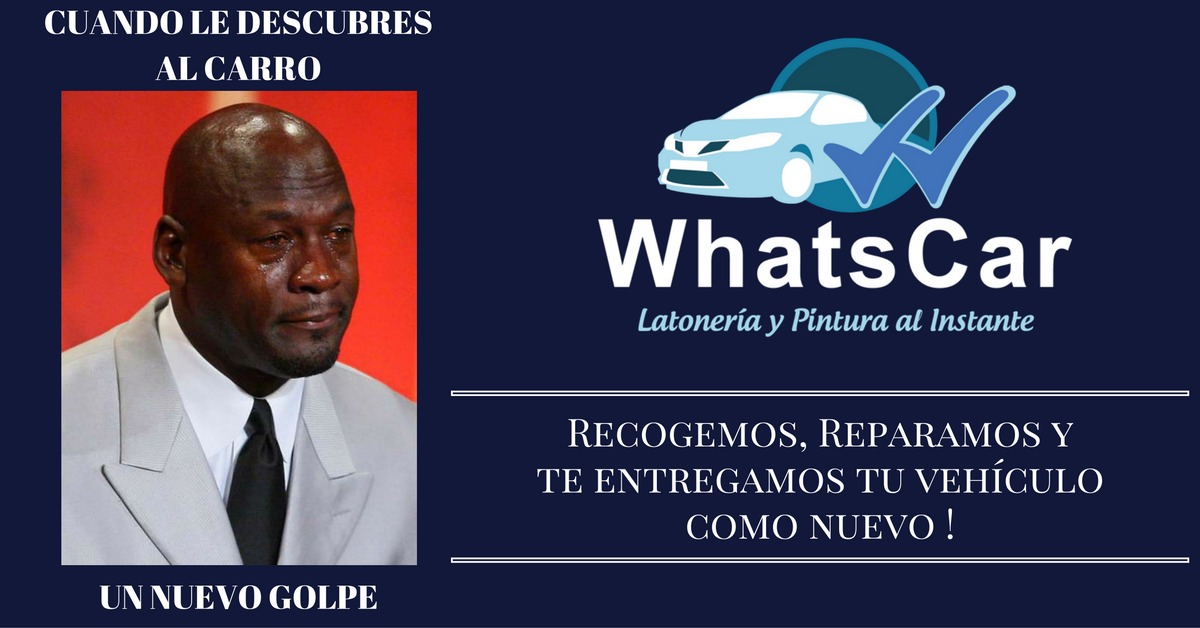 CUANDO LE DESCUBRES
AL CARRO
UN NUEVO GOLPE
WhatsCar
Latonería y Pintura al Instante
Recogemos, Reparamos y
te entregamos tu vehículo
como nuevo !